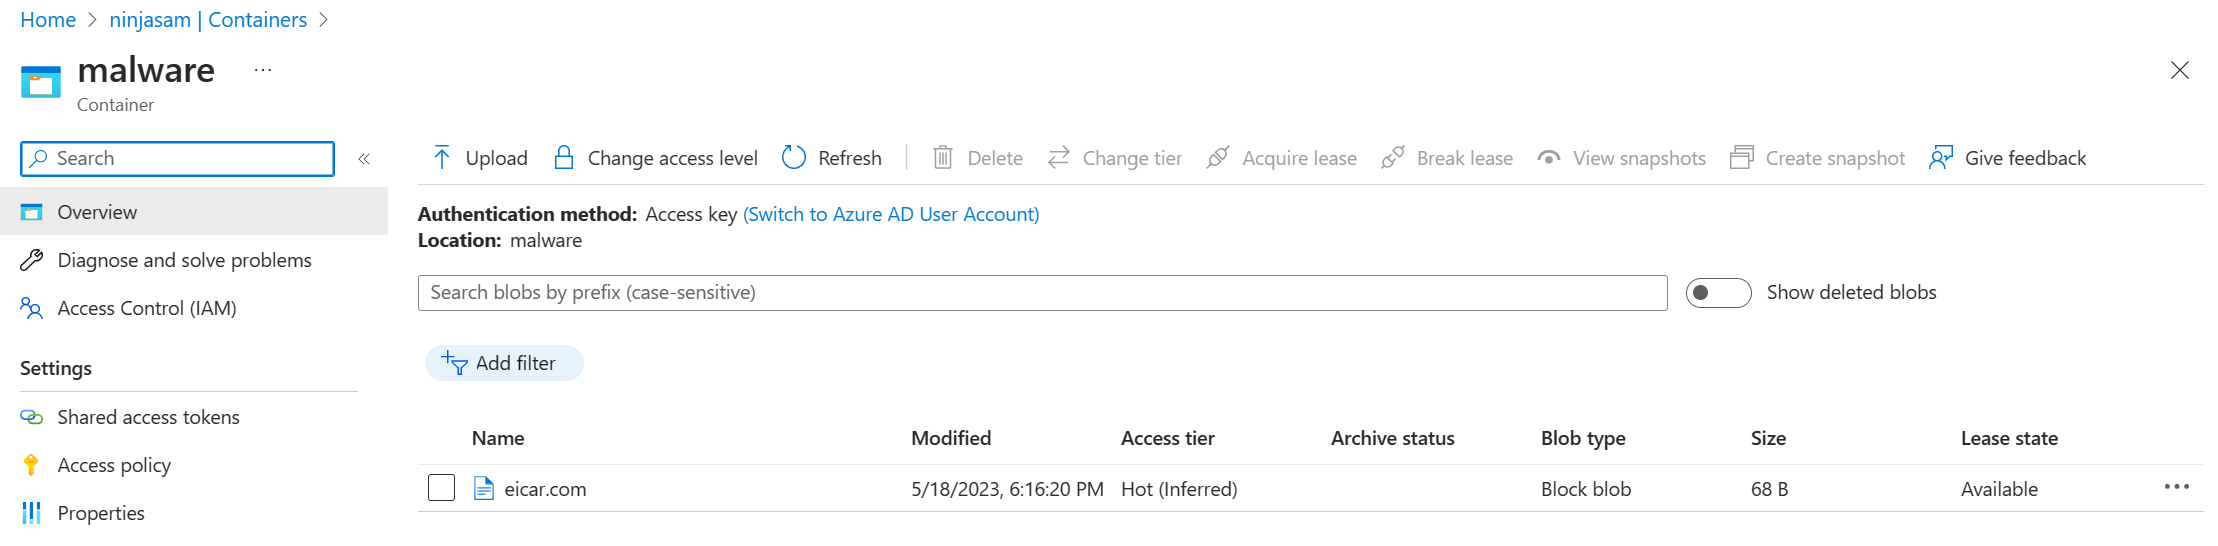 Home > ninjasam | Containers >
malware ...
Container
Search «
Overview
Diagnose and solve problems
Access Control (IAM)
Settings
Shared access tokens
Access policy
Properties
Upload Change access level Refresh Delete Change tier Acquire lease Break lease View snapshots Create snapshot Give feedback
Authentication method: Access key (Switch to Azure AD User Account)
Location: malware
Search blobs by prefix (case-sensitive) Show deleted blobs
Add filter
Name Modified Access tier Archive status Blob type Size Lease state
eicar.com 5/18/2023, 6:16:20 PM Hot (Inferred) Block blob 68 B Available ...